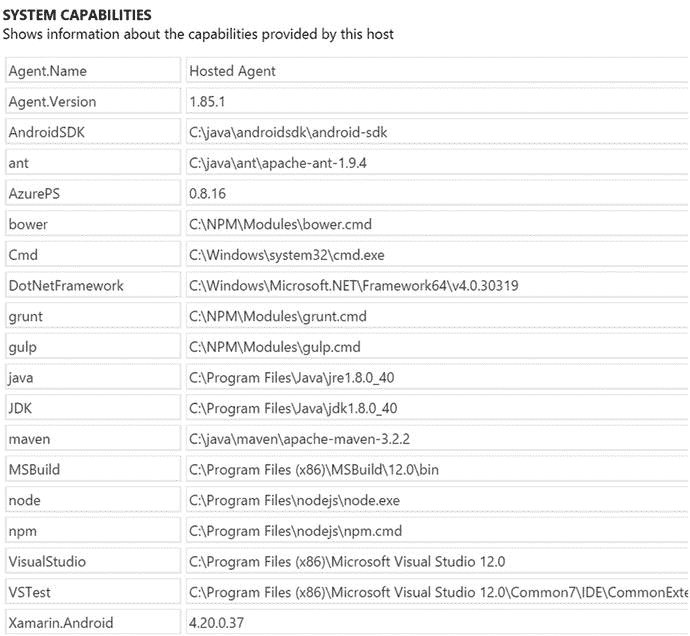 SYSTEM CAPABILITIES
Shows information about the capabilities provided by this host
Agent.Name Hosted Agent
Agent.Version 1.85.1
AndroidSDK C:\java\androidsdk\android-sdk
ant C:\java\ant\apache-ant-1.9.4
AzurePS 0.8.16
bower C:\NPM\Modules\bower.cmd
Cmd C:\Windows\system32\cmd.exe
DotNetFramework C:\Windows\Microsoft.NET\Framework64\v4.0.30319
grunt C:\NPM\Modules\grunt.cmd
gulp C:\NPM\Modules\gulp.cmd
java C:\Program Files\Java\jre1.8.0_40
JDK C:\Program Files\Java\jdk1.8.0_40
maven C:\java\maven\apache-maven-3.2.2
MSBuild C:\Program Files (x86)\MSBuild\12.0\bin
node C:\Program Files\nodejs\node.exe
npm C:\Program Files\nodejs\npm.cmd
VisualStudio C:\Program Files (x86)\Microsoft Visual Studio 12.0
VSTest C:\Program Files (x86)\Microsoft Visual Studio 12.0\Common7\IDE\CommonExte
Xamarin.Android 4.20.0.37